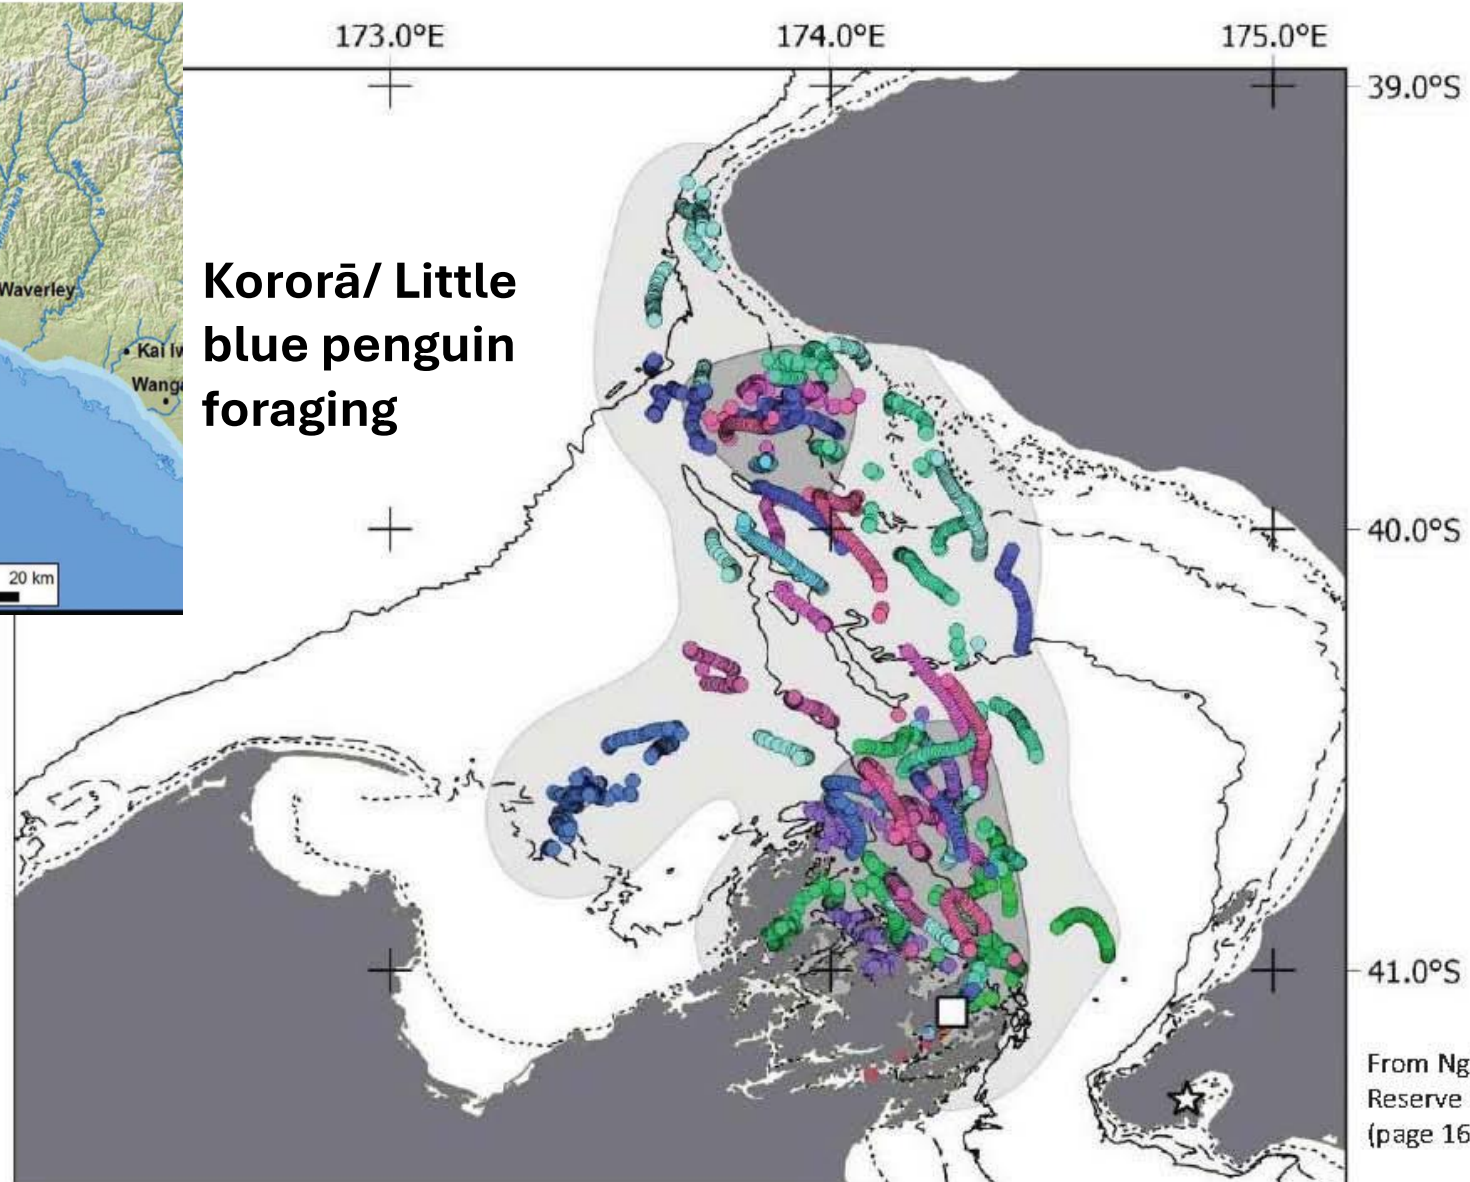 173.0°E 174.0°E 175.0°E
39.0°S
Waverley
Kai Iw
Wanga
20 km
Kororā/ Little
blue penguin
foraging
40.0°S
41.0°S
From Ng
Reserve
(page 16